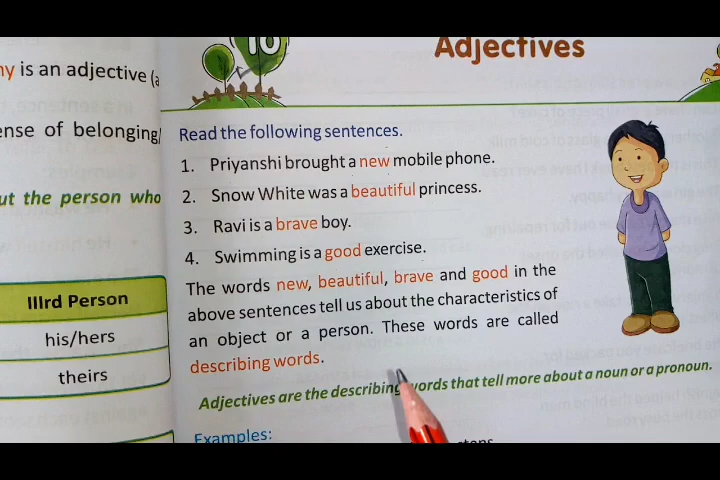 ny is an adjective (a
ense of belonging/
ut the person who
IIIrd Person
his/hers
theirs
10
Adjectives
Read the following sentences.
1. Priyanshi brought a new mobile phone.
2. Snow White was a beautiful princess.
3. Ravi is a brave boy.
4. Swimming is a good exercise.
The words new, beautiful, brave and good in the
above sentences tell us about the characteristics of
an object or a person. These words are called
describing words.
Adjectives are the describing words that tell more about a noun or a pronoun.
Examples: